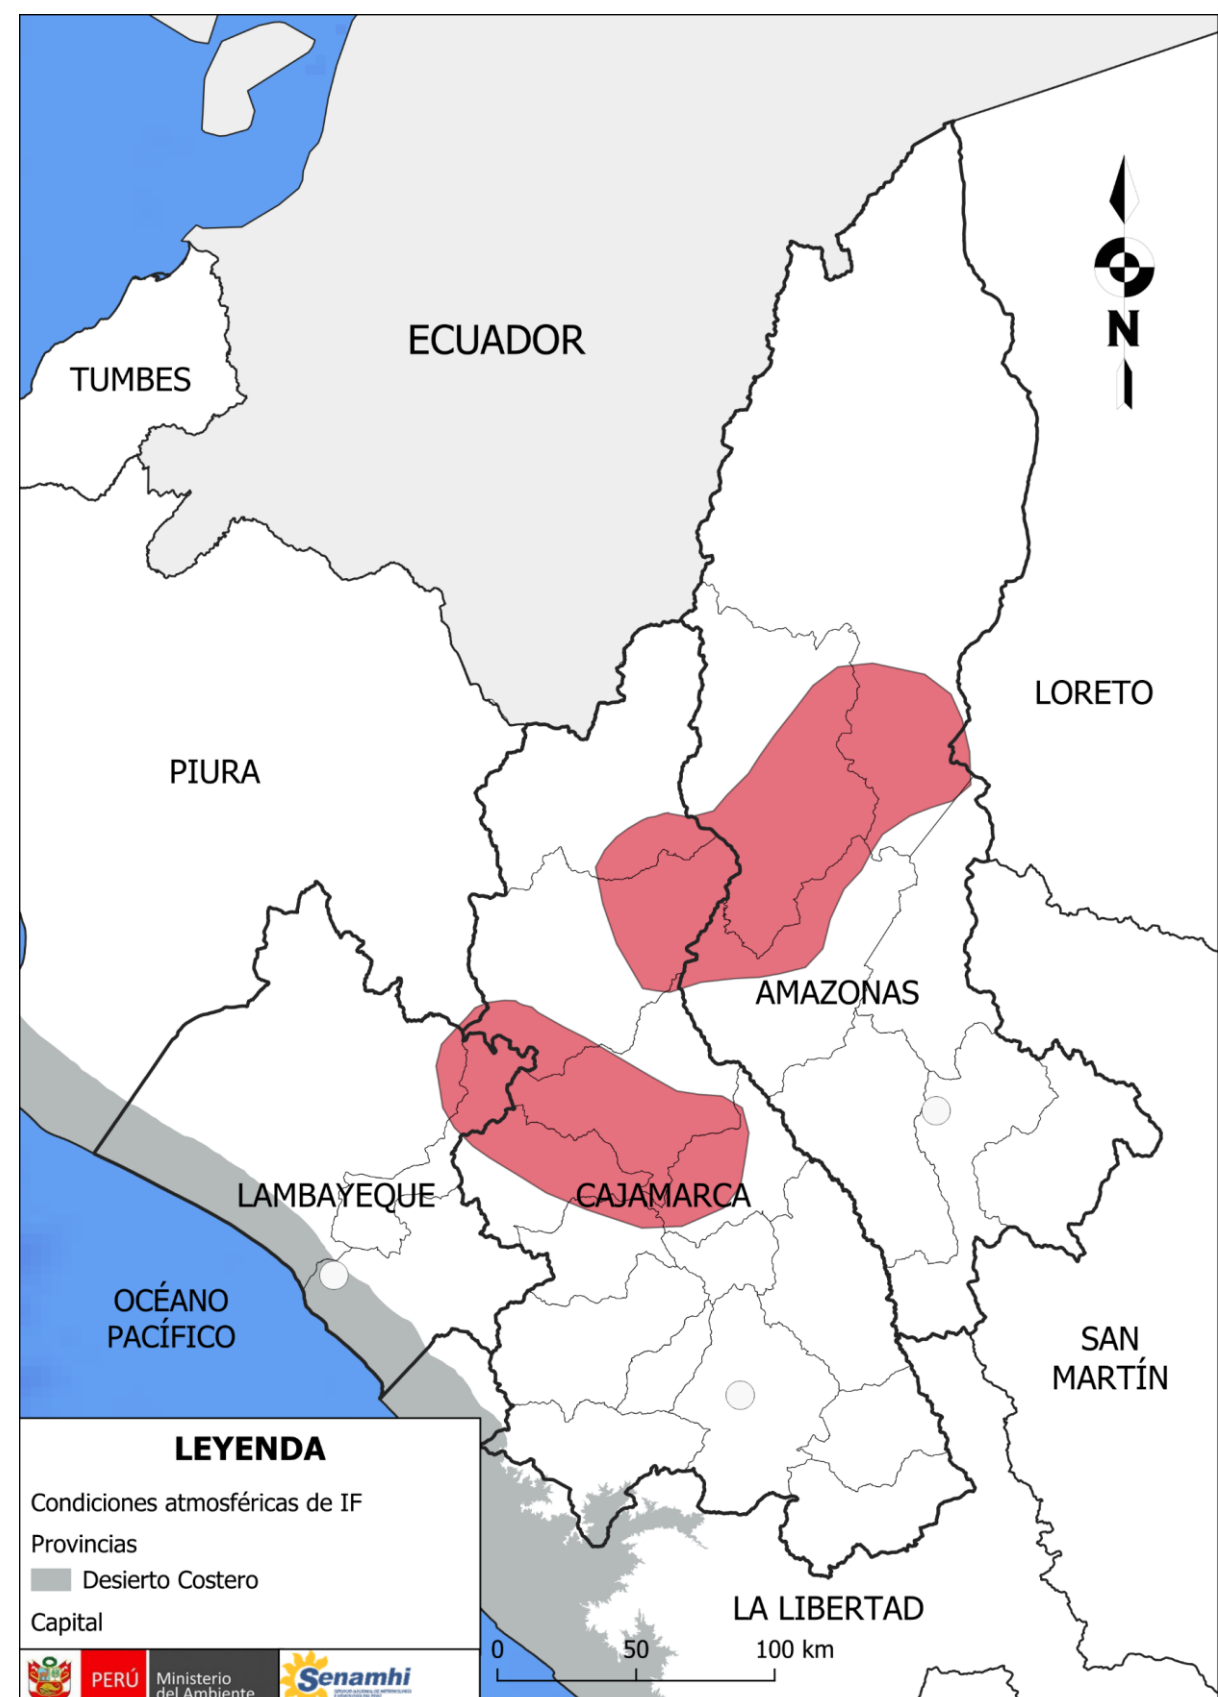 ECUADOR
TUMBES
N
LORETO
PIURA
AMAZONAS
LAMBAYEQUE
CAJAMARCA
OCÉANO
PACÍFICO
SAN
MARTÍN
LEYENDA
Condiciones atmosféricas de IF
Provincias
Desierto Costero
Capital
LA LIBERTAD
0 50 100 km
PERÚ
Ministerio
del Ambiente
Senamhi